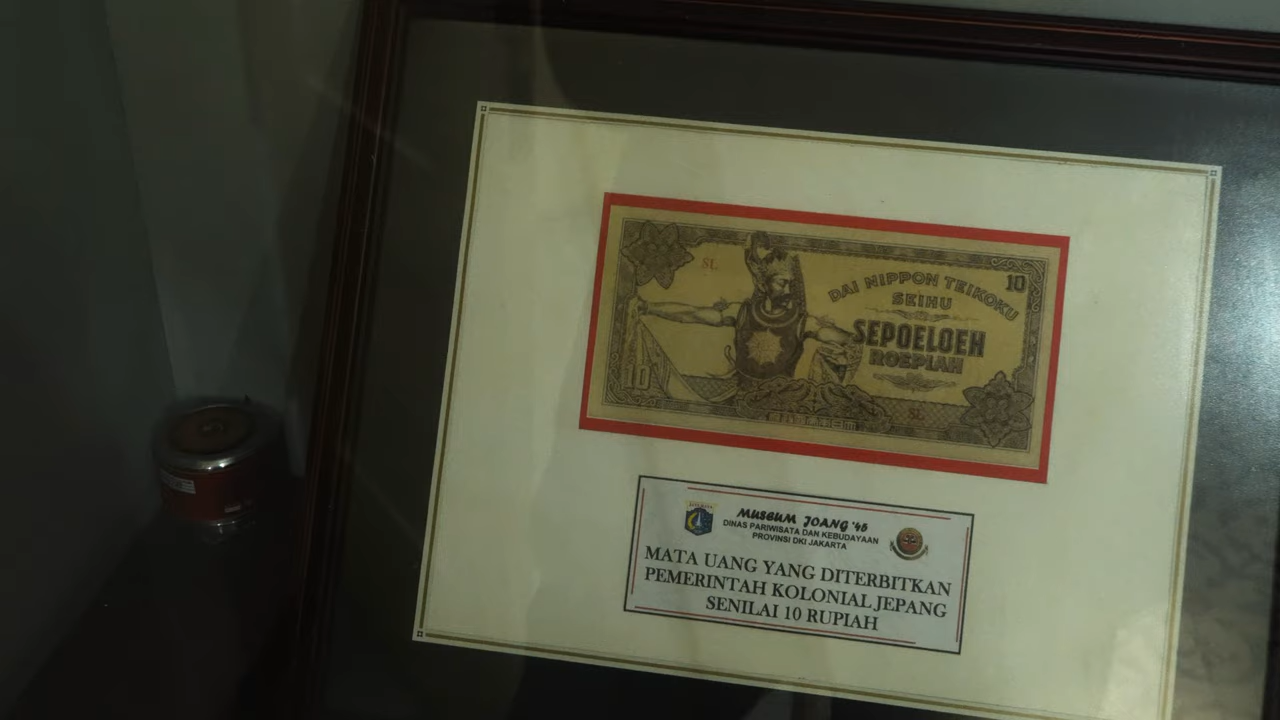 SL
10
DAI NIPPON TEIKOKU
SEIHU
SEPOELOEH
ROEPIAH
10
SL
MUSEUM JOANG '45
DINAS PARIWISATA DAN KEBUDAYAAN
PROVINSI DKI JAKARTA
MATA UANG YANG DITERBITKAN
PEMERINTAH KOLONIAL JEPANG
SENILAI 10 RUPIAH